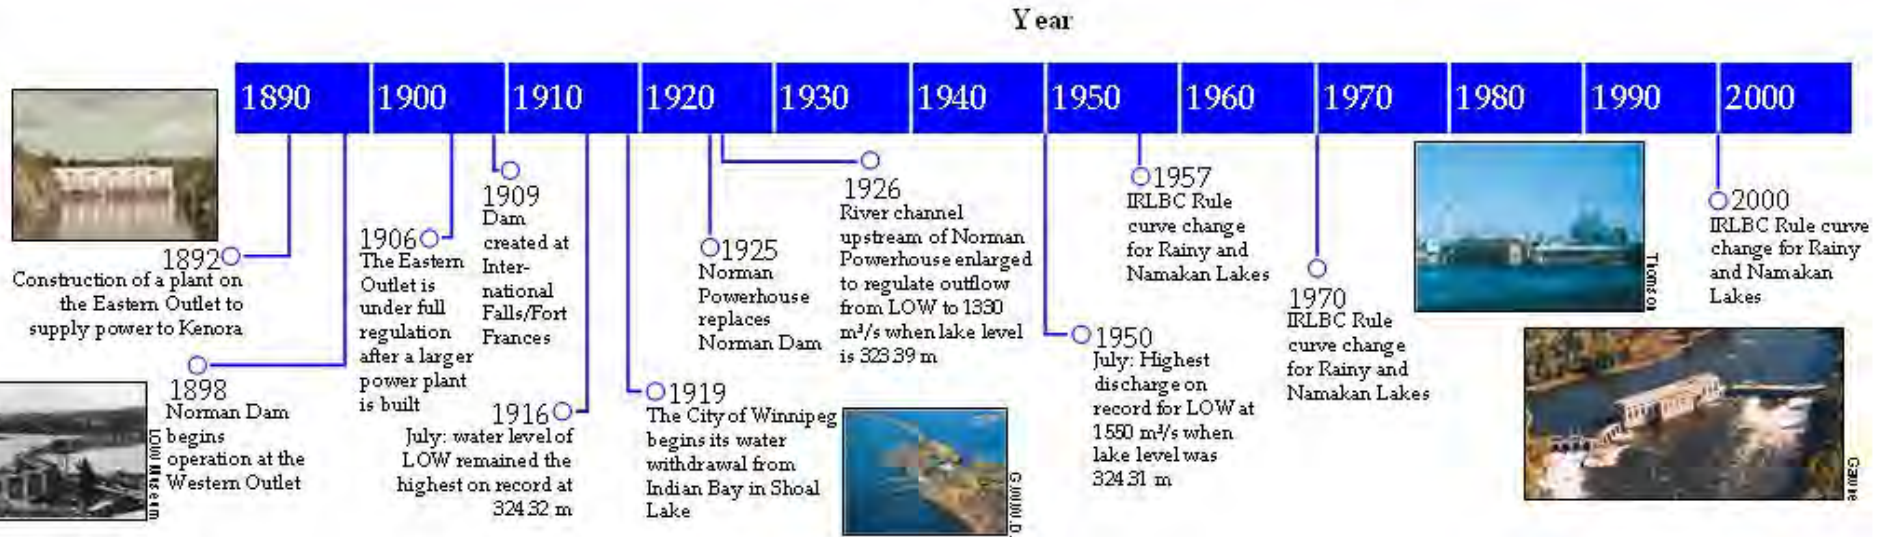 Year
1890 1900 1910 1920 1930 1940 1950 1960 1970 1980 1990 2000
1892
Construction of a plant on
the Eastern Outlet to
supply power to Kenora
1898
Norman Dam
begins
operation at the
Western Outlet
LOW Museum
1906
The Eastern
Outlet is
under full
regulation
after a larger
power plant
is built
1909
Dam
created at
Inter-
national
Falls/Fort
Frances
1916
July: water level of
LOW remained the
highest on record at
324.32 m
1919
The City of Winnipeg
begins its water
withdrawal from
Indian Bay in Shoal
Lake
1925
Norman
Powerhouse
replaces
Norman Dam
1926
River channel
upstream of Norman
Powerhouse enlarged
to regulate outflow
from LOW to 1330
m³/s when lake level
is 323.39 m
1950
July: Highest
discharge on
record for LOW at
1550 m³/s when
lake level was
324.31 m
1957
IRLBC Rule
curve change
for Rainy and
Namakan Lakes
1970
IRLBC Rule
curve change
for Rainy and
Namakan Lakes
Thomson
2000
IRLBC Rule curve
change for Rainy
and Namakan
Lakes